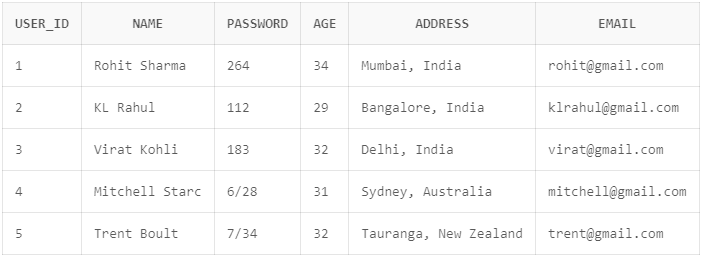 USER_ID NAME PASSWORD AGE ADDRESS EMAIL
1 Rohit Sharma 264 34 Mumbai, India rohit@gmail.com
2 KL Rahul 112 29 Bangalore, India klrahul@gmail.com
3 Virat Kohli 183 32 Delhi, India virat@gmail.com
4 Mitchell Starc 6/28 31 Sydney, Australia mitchell@gmail.com
5 Trent Boult 7/34 32 Tauranga, New Zealand trent@gmail.com